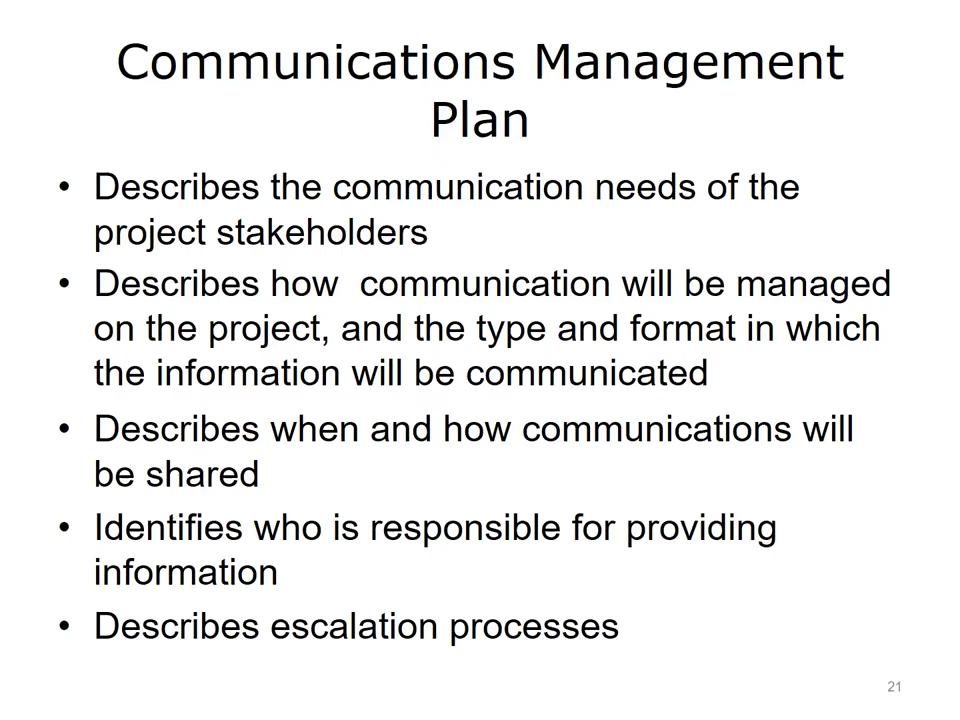 Communications Management
Plan
• Describes the communication needs of the
project stakeholders
• Describes how  communication will be managed
on the project, and the type and format in which
the information will be communicated
• Describes when and how communications will
be shared
• Identifies who is responsible for providing
information
• Describes escalation processes
21